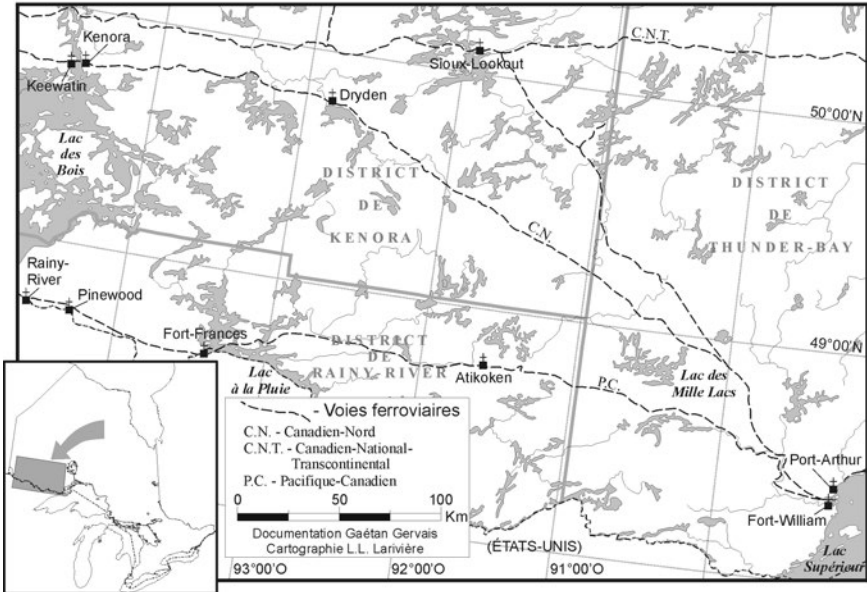 C.N.T.
Kenora
Keewatin
Sioux-Lookout
Dryden
50°00'O
Lac
des
Bois
DISTRICT
DE
KENORA
DISTRICT
DE
THUNDER-BAY
C.N.
Rainy-
River
Pinewood
Fort-Frances
DISTRICT
DE
RAINY-RIVER
Atikoken
49°00'O
Lac
à la Pluie
Lac des
Mille Lacs
P.C.
- Voies ferroviaires
C.N. - Canadien-Nord
C.N.T. - Canadien-National-
Transcontinental
P.C. - Pacifique-Canadien
0 50 100
Km
Documentation Gaétan Gervais
Cartographie L.L. Larivière
Port-Arthur
Fort-William
(ÉTATS-UNIS)
Lac
Supérieur
93°00'O
92°00'O
91°00'O